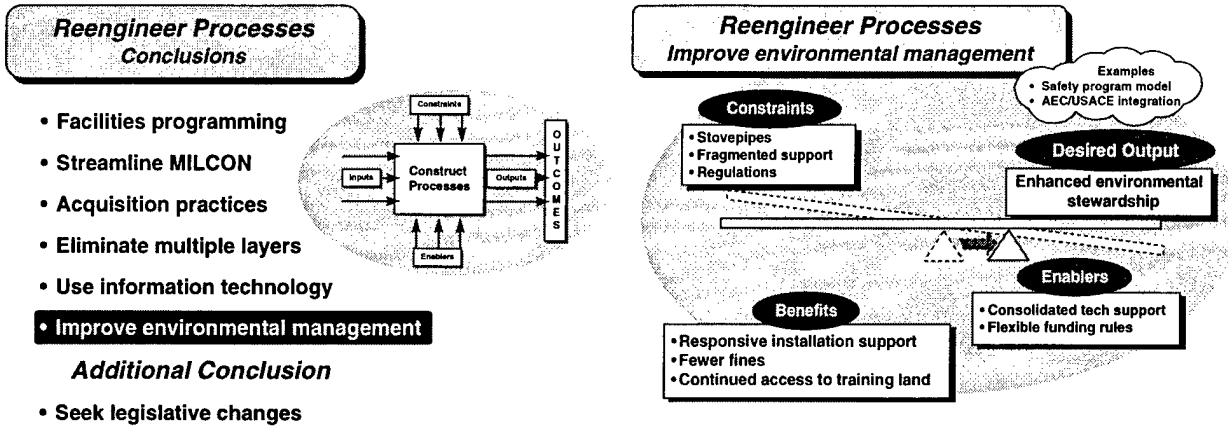 Reengineer Processes
Conclusions
• Facilities programming
• Streamline MILCON
• Acquisition practices
• Eliminate multiple layers
• Use information technology
• Improve environmental management
Additional Conclusion
• Seek legislative changes
Constraints
Inputs
Construct
Processes
Outputs
Enablers
OUTCOMES
Reengineer Processes
Improve environmental management
Examples
• Safety program model
• AEC/USACE integration
Constraints
• Stovepipes
• Fragmented support
• Regulations
Desired Output
Enhanced environmental
stewardship
Enablers
• Consolidated tech support
• Flexible funding rules
Benefits
• Responsive installation support
• Fewer fines
• Continued access to training land